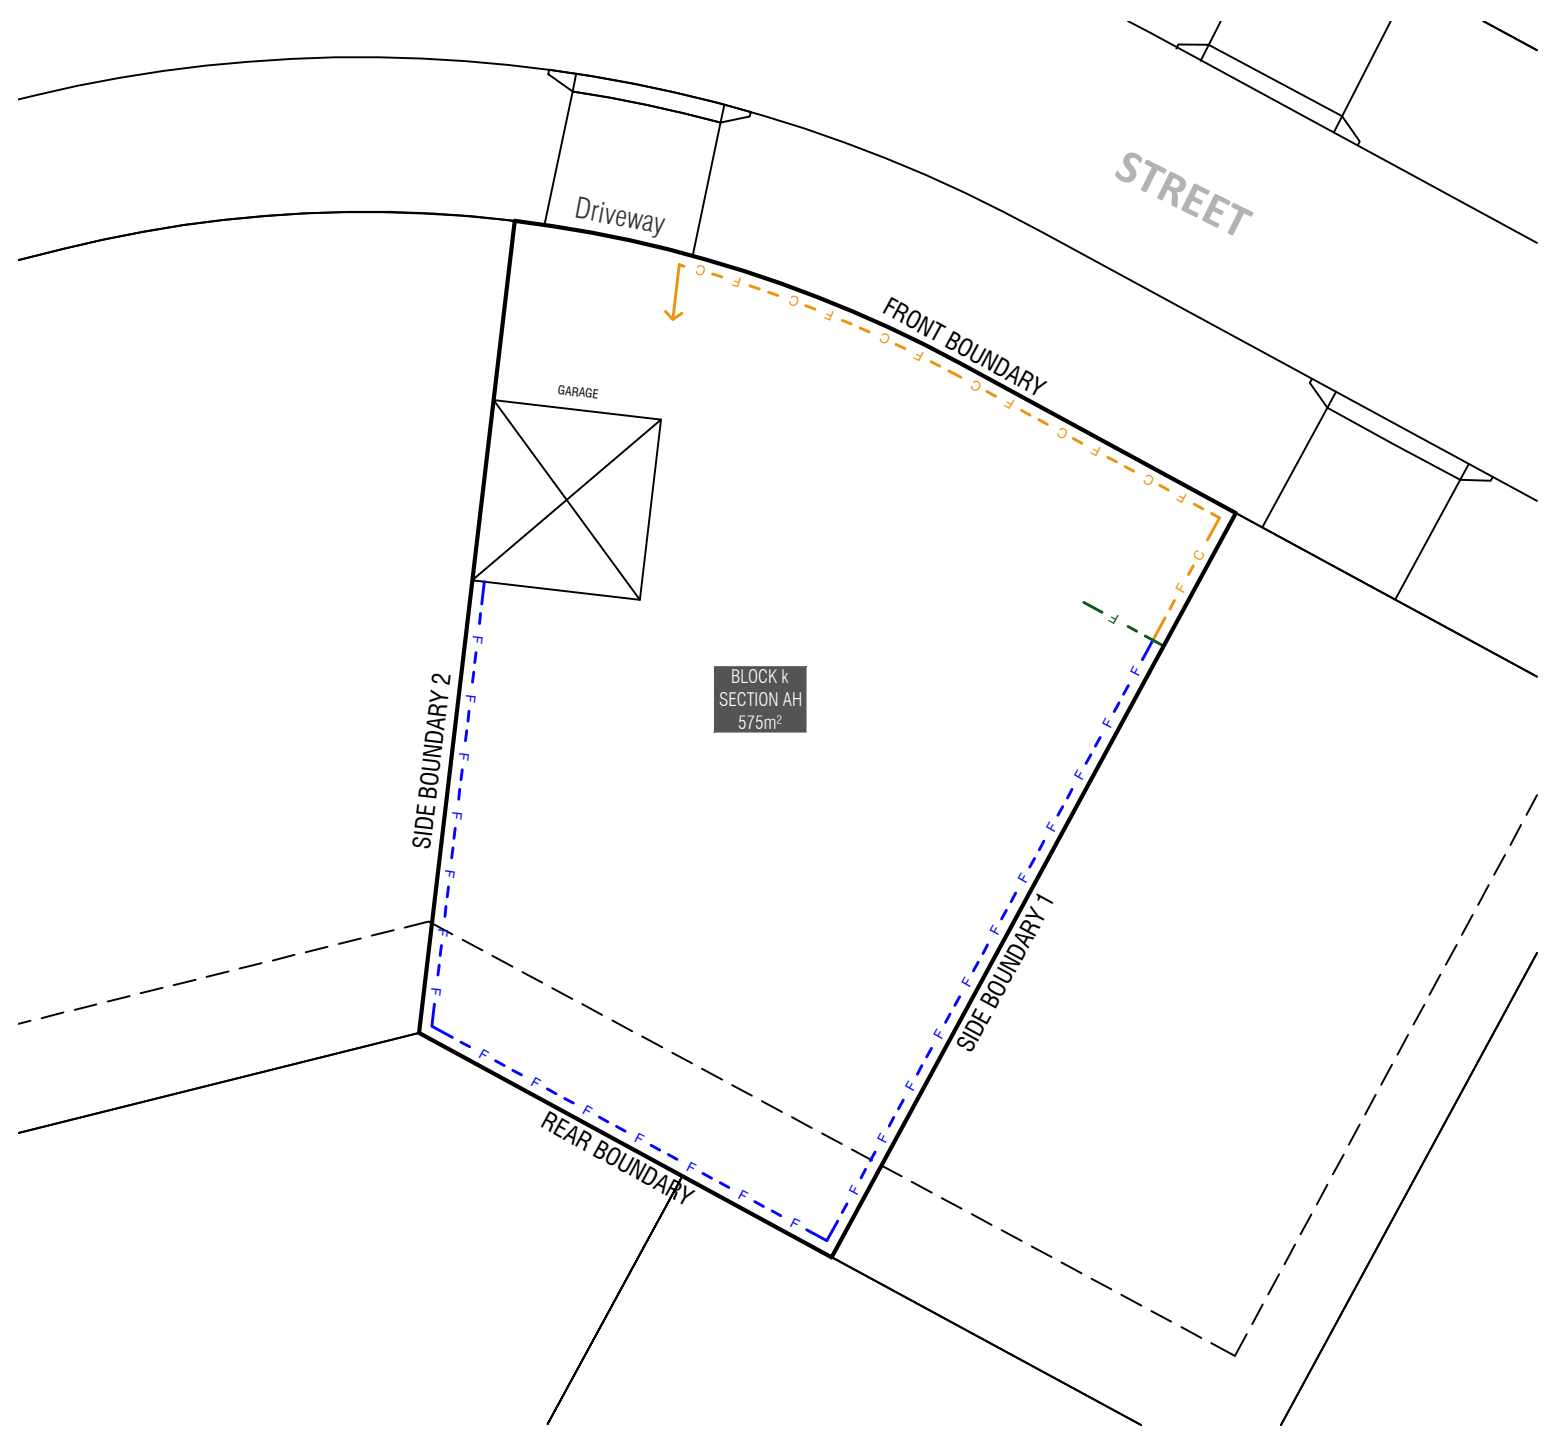 STREET
Driveway
FRONT BOUNDARY
C F C F C F C F C F C F
GARAGE
C
F
F
BLOCK k
SECTION AH
575m²
SIDE BOUNDARY 2
F F F F F F F
SIDE BOUNDARY 1
F F F F F F F F F F F
REAR BOUNDARY
F F F F F F F